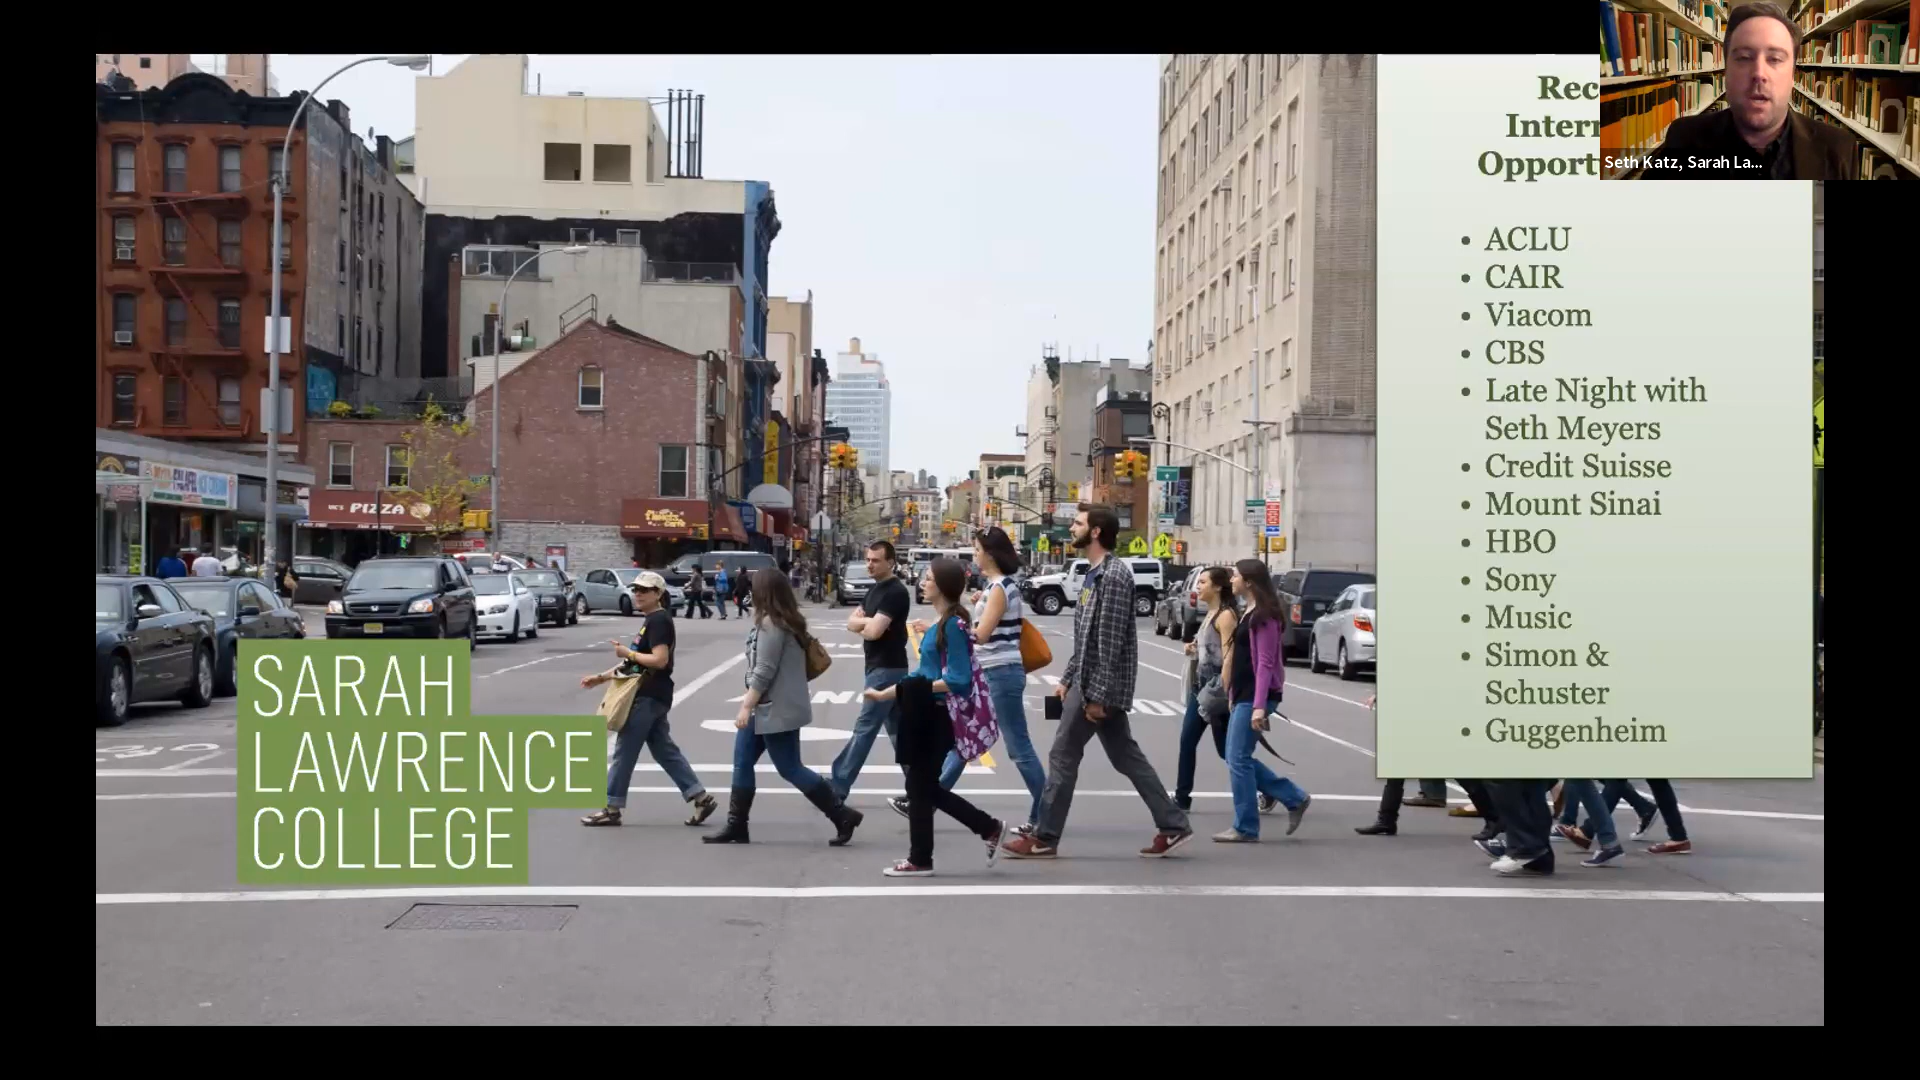 Rec
Intern
Opport
Seth Katz, Sarah La...
• ACLU
• CAIR
• Viacom
• CBS
• Late Night with
Seth Meyers
• Credit Suisse
• Mount Sinai
• HBO
• Sony
• Music
• Simon &
Schuster
• Guggenheim
PIZZA
SARAH
LAWRENCE
COLLEGE